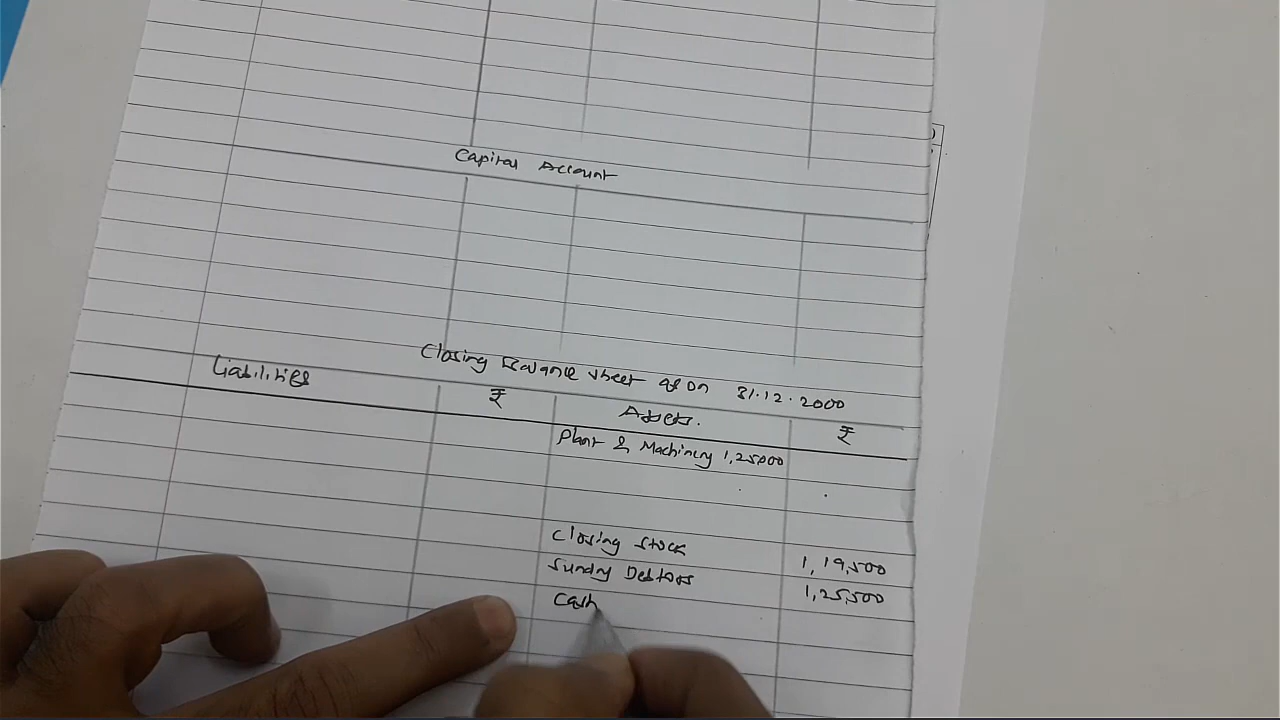 Capital Account
Closing Balance sheet as on 31.12.2000
Liabilities ₹ Assets. ₹
Plant & Machinery 1,25,000
Closing Stock 1,19,500
Sundry Debtors 1,25,500
Cash